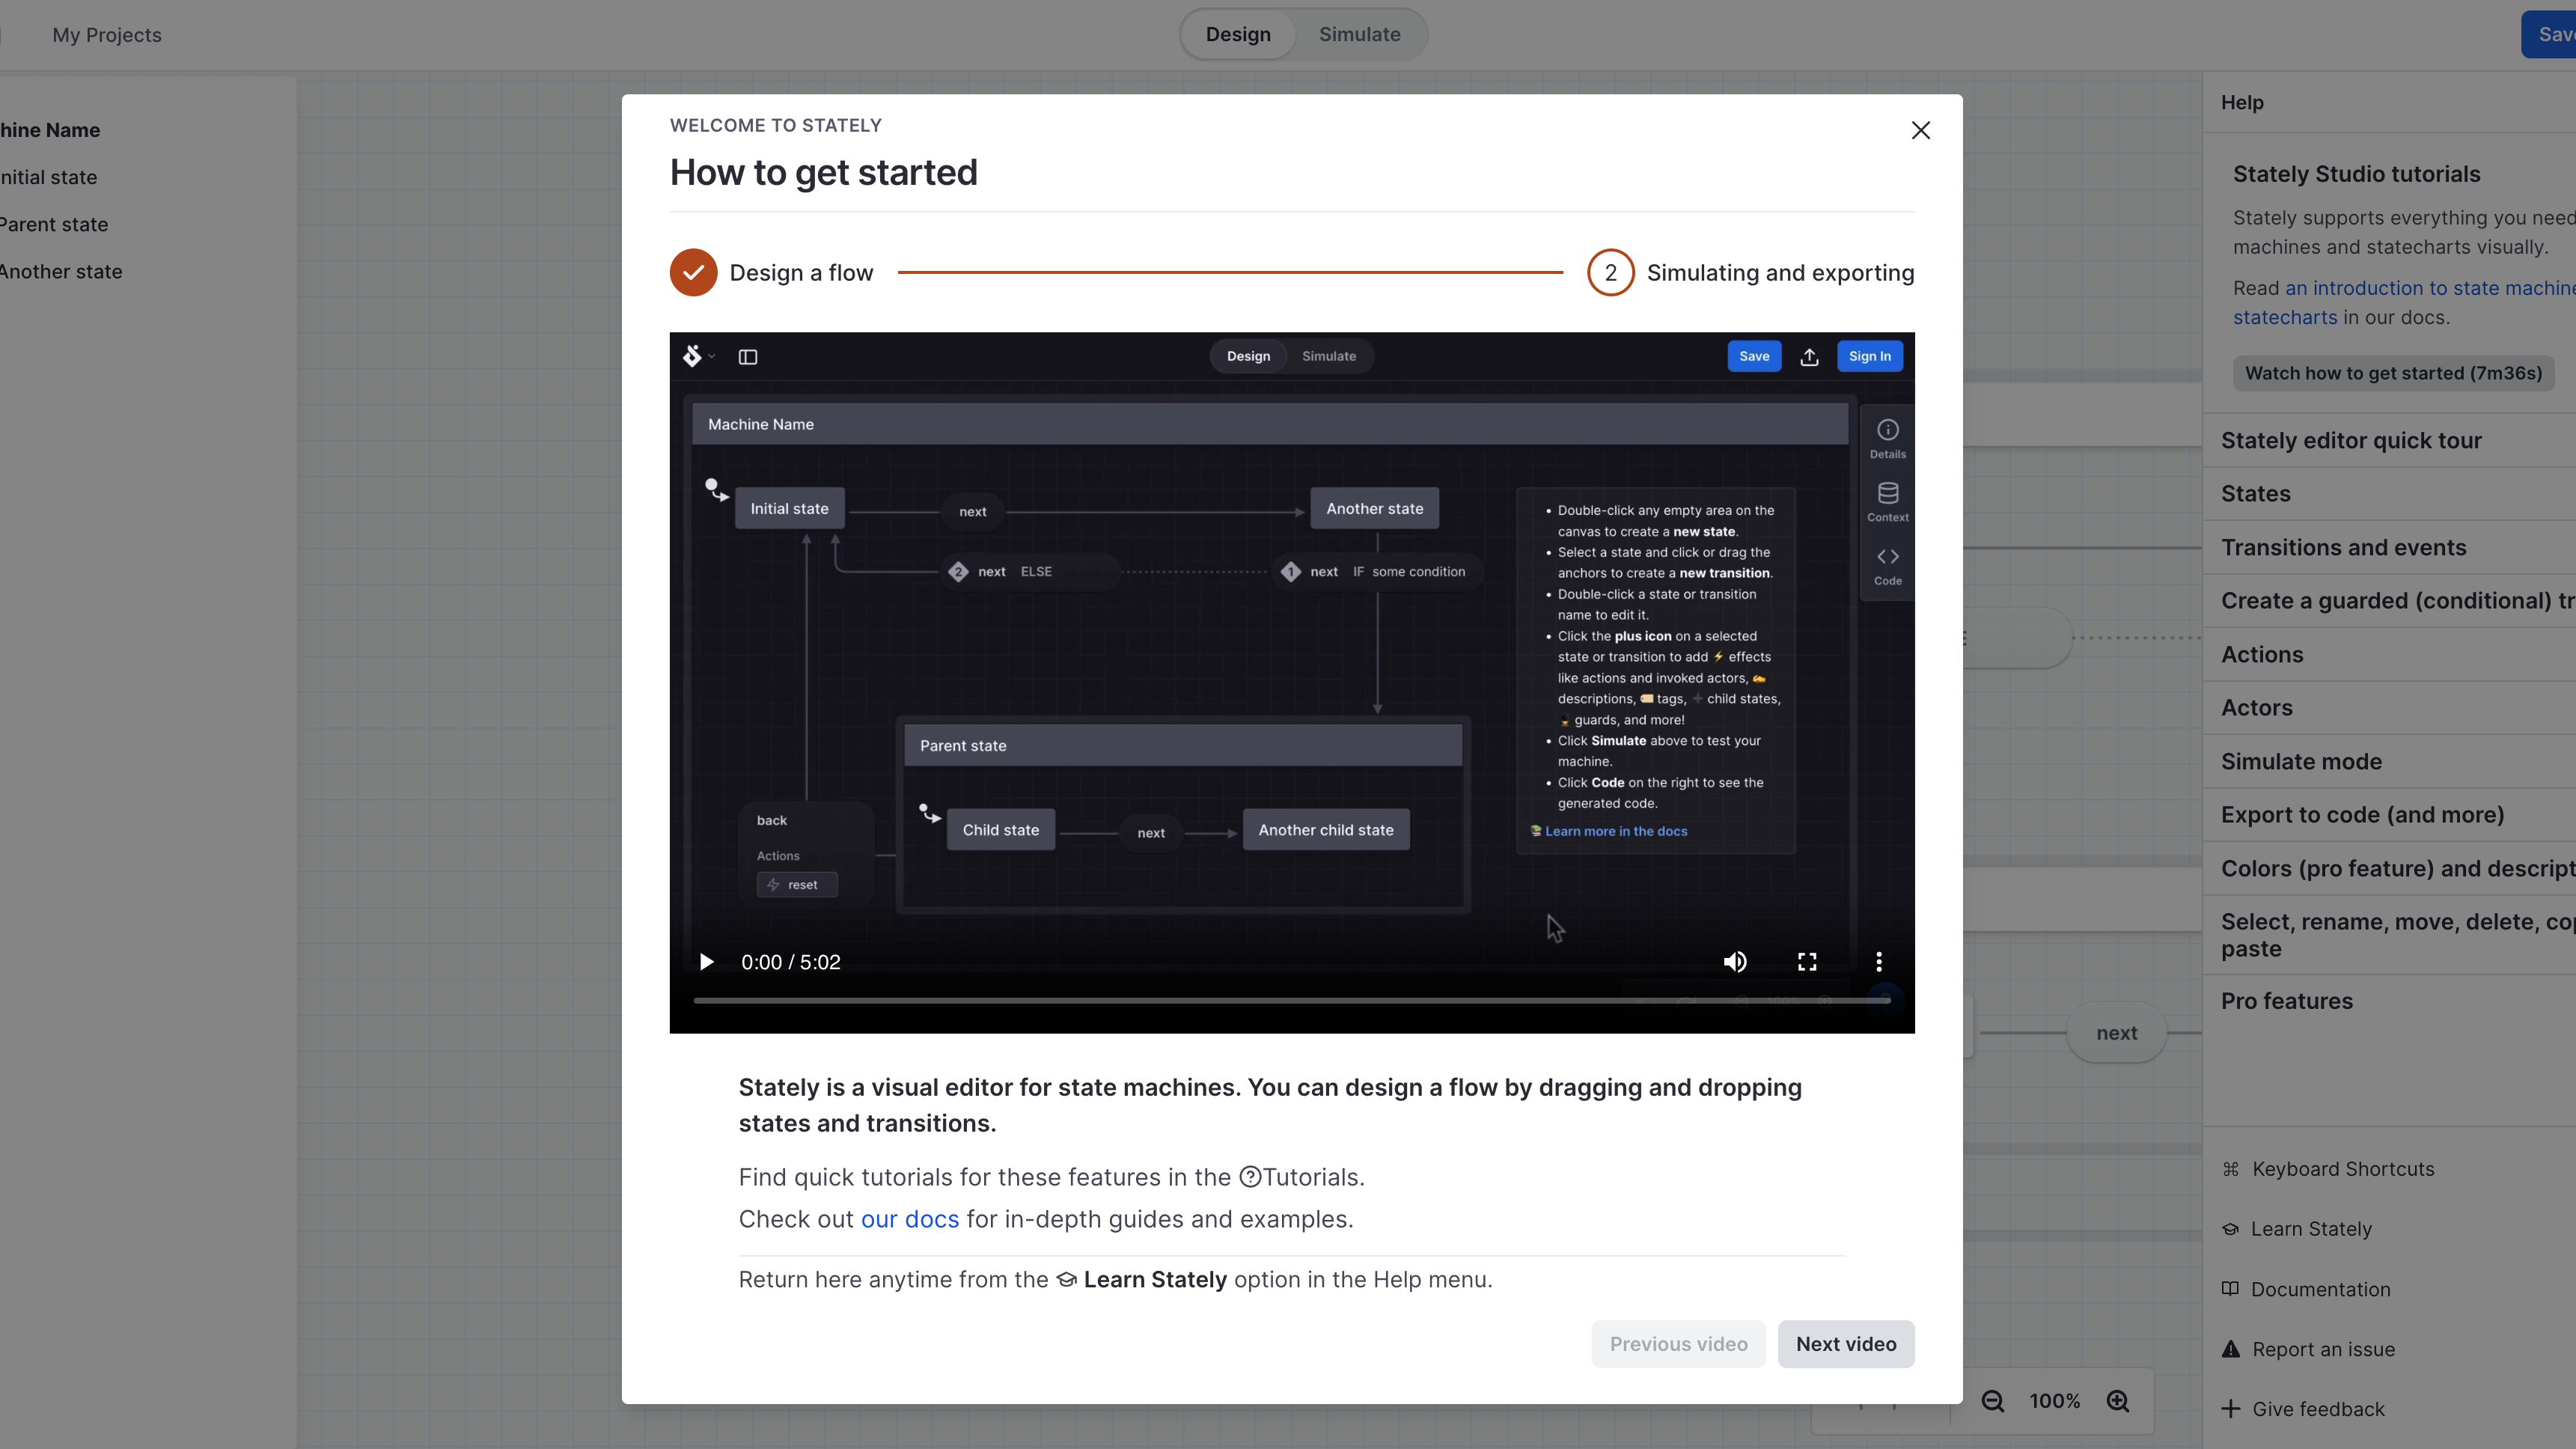 My Projects
Design
Simulate
hine Name
nitial state
Parent state
Another state
WELCOME TO STATELY
How to get started
Design a flow
2
Simulating and exporting
Design
Simulate
Save
Sign In
Machine Name
Initial state
next
Another state
2 next ELSE
1 next IF some condition
Parent state
Child state
next
Another child state
back
Actions
reset
• Double-click any empty area on the
canvas to create a new state.
• Select a state and click or drag the
anchors to create a new transition.
• Double-click a state or transition
name to edit it.
• Click the plus icon on a selected
state or transition to add ⚡ effects
like actions and invoked actors, ✍
descriptions, 🏷 tags, ➕ child states,
guards, and more!
• Click Simulate above to test your
machine.
• Click Code on the right to see the
generated code.
📚 Learn more in the docs
Details
Context
Code
0:00 / 5:02
Stately is a visual editor for state machines. You can design a flow by dragging and dropping
states and transitions.
Find quick tutorials for these features in the Tutorials.
Check out our docs for in-depth guides and examples.
Return here anytime from the Learn Stately option in the Help menu.
Previous video
Next video
next
100%
Help
Stately Studio tutorials
Stately supports everything you need
machines and statecharts visually.
Read an introduction to state machine
statecharts in our docs.
Watch how to get started (7m36s)
Stately editor quick tour
States
Transitions and events
Create a guarded (conditional) tr
Actions
Actors
Simulate mode
Export to code (and more)
Colors (pro feature) and descript
Select, rename, move, delete, co
paste
Pro features
⌘ Keyboard Shortcuts
Learn Stately
Documentation
Report an issue
Give feedback